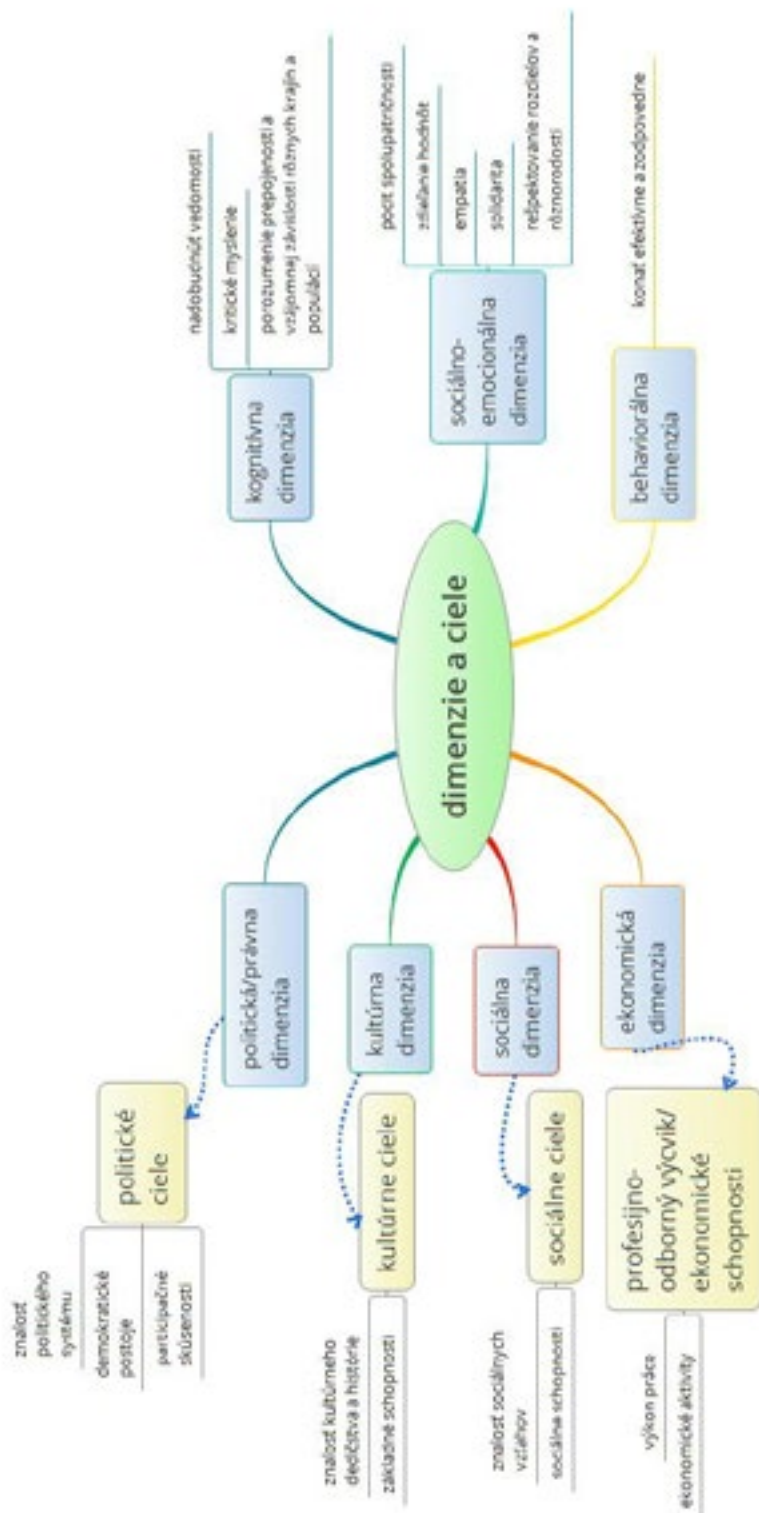 dimenzie a ciele
politická/právna
dimenzia
politické
ciele
znalosť
politického
systému
demokratické
postoje
participačné
skúsenosti
kultúrna
dimenzia
kultúrne ciele
znalosť kultúrneho
dedičstva a histórie
základné schopnosti
sociálna
dimenzia
sociálne ciele
znalosť sociálnych
vzťahov
sociálne schopnosti
ekonomická
dimenzia
profesijno-
odborný výcvik/
ekonomické
schopnosti
výkon práce
ekonomické aktivity
kognitívna
dimenzia
nadobudnúť vedomosti
kritické myslenie
porozumenie prepojenosti a
vzájomnej závislosti rôznych krajín a
populácií
sociálno-
emocionálna
dimenzia
pocit spolupatričnosti
zdieľanie hodnôt
empatia
solidarita
rešpektovanie rozdielov a
rôznorodosti
behaviorálna
dimenzia
konať efektívne a zodpovedne